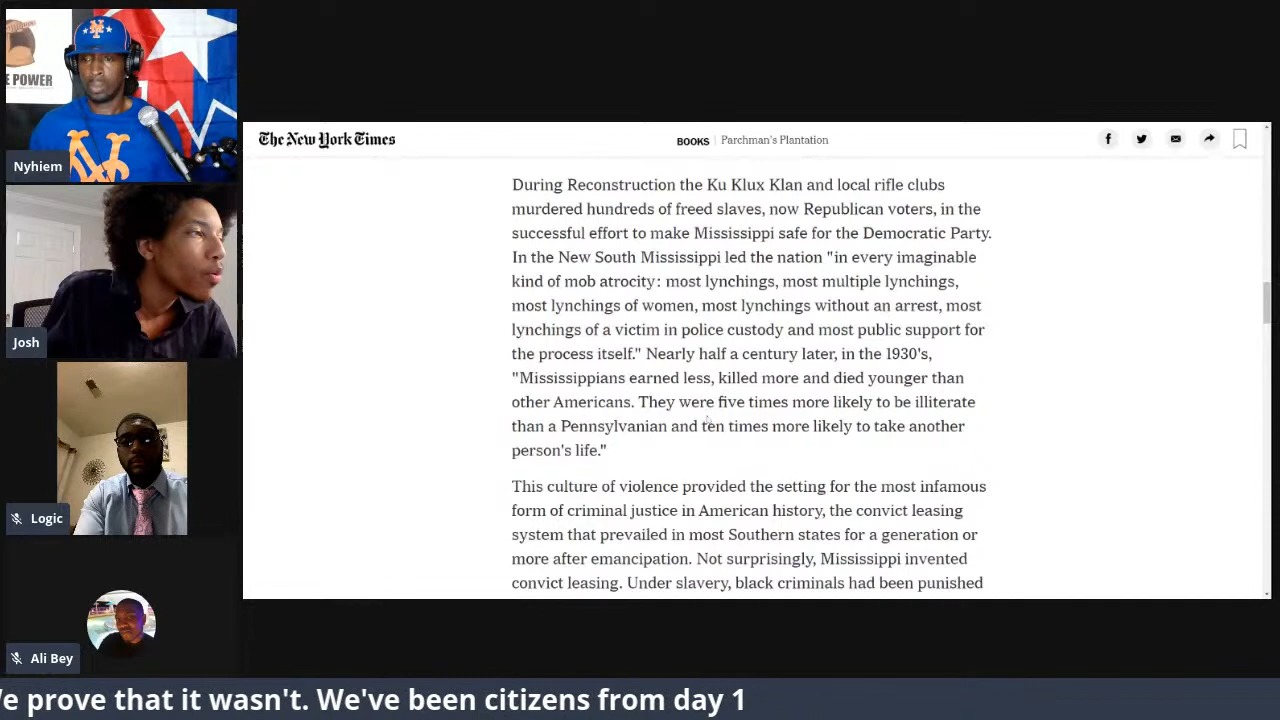 E POWER
Nyhiem
Josh
Logic
Ali Bey
The New York Times
BOOKS | Parchman's Plantation
During Reconstruction the Ku Klux Klan and local rifle clubs
murdered hundreds of freed slaves, now Republican voters, in the
successful effort to make Mississippi safe for the Democratic Party.
In the New South Mississippi led the nation "in every imaginable
kind of mob atrocity: most lynchings, most multiple lynchings,
most lynchings of women, most lynchings without an arrest, most
lynchings of a victim in police custody and most public support for
the process itself." Nearly half a century later, in the 1930's,
"Mississippians earned less, killed more and died younger than
other Americans. They were five times more likely to be illiterate
than a Pennsylvanian and ten times more likely to take another
person's life."
This culture of violence provided the setting for the most infamous
form of criminal justice in American history, the convict leasing
system that prevailed in most Southern states for a generation or
more after emancipation. Not surprisingly, Mississippi invented
convict leasing. Under slavery, black criminals had been punished
We prove that it wasn't. We've been citizens from day 1